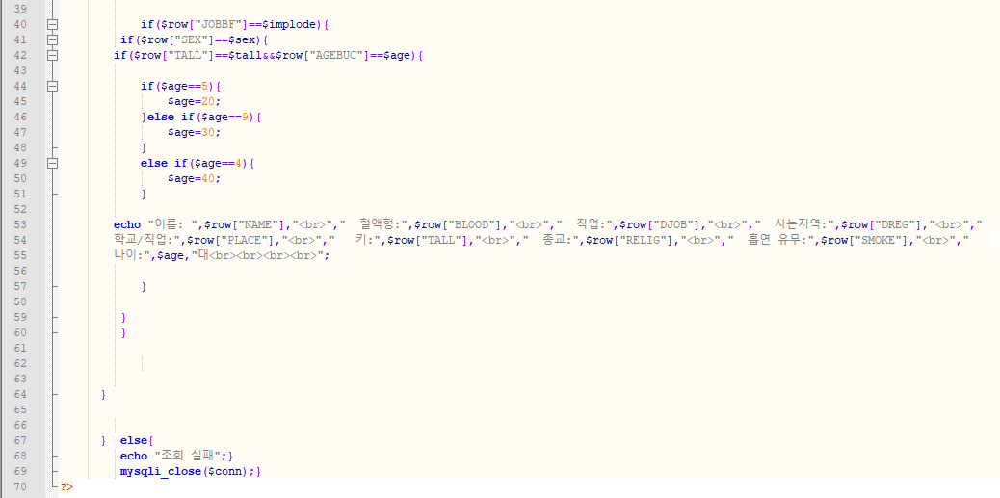 39
40 if($row["JOBBF"]==$implode){
41 if($row["SEX"]==$sex){
42 if($row["TALL"]==$tall&&$row["AGEBUC"]==$age){
43
44 if($age==5){
45 $age=20;
46 }else if($age==9){
47 $age=30;
48 }
49 else if($age==4){
50 $age=40;
51 }
52
53 echo "이름: ",$row["NAME"],"<br>"," 혈액형:",$row["BLOOD"],"<br>"," 직업:",$row["DJOB"],"<br>"," 사는지역:",$row["DREG"],"<br>","
54 학교/직업:",$row["PLACE"],"<br>"," 키:",$row["TALL"],"<br>"," 종교:",$row["RELIG"],"<br>"," 흡연 유무:",$row["SMOKE"],"<br>","
55 나이:",$age,"대<br><br><br><br>";
56
57 }
58
59 }
60 }
61
62
63
64 }
65
66
67 } else{
68 echo "조회 실패";}
69 mysqli_close($conn);}
70 ?>